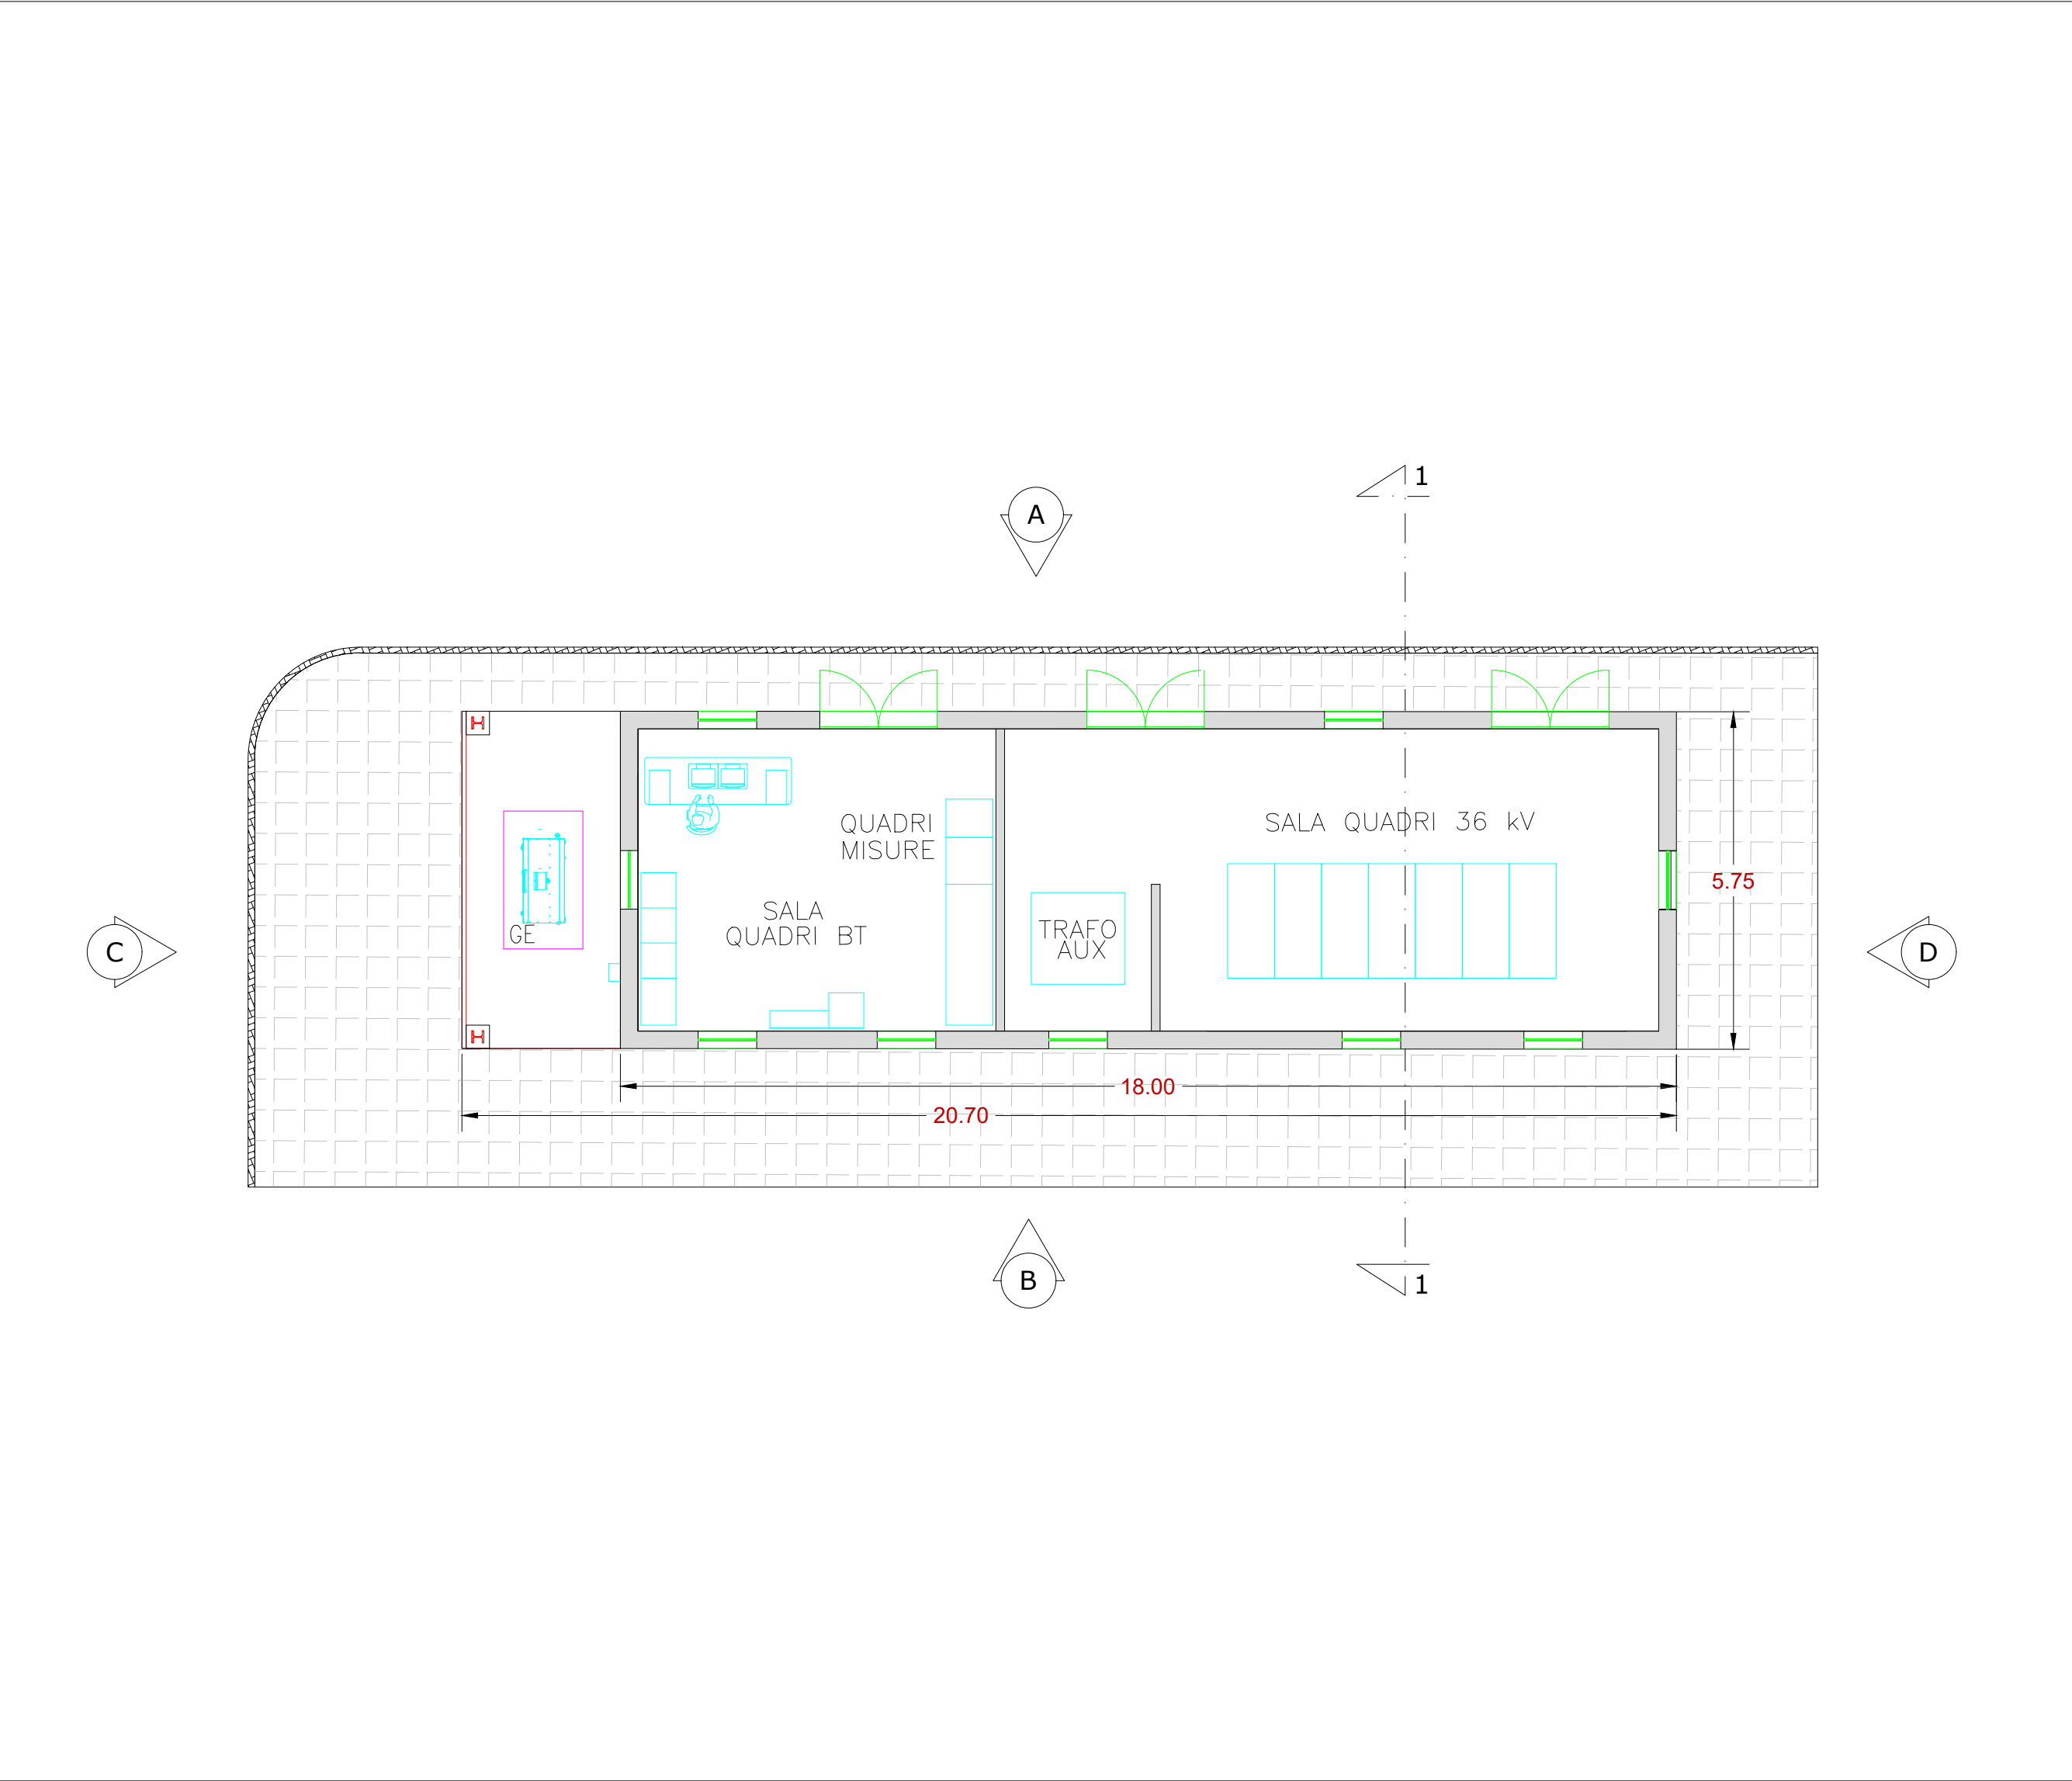 1
A
QUADRI
MISURE
SALA QUADRI 36 kV
5.75
SALA
QUADRI BT
GE
TRAFO
AUX
C
D
18.00
20.70
B
1